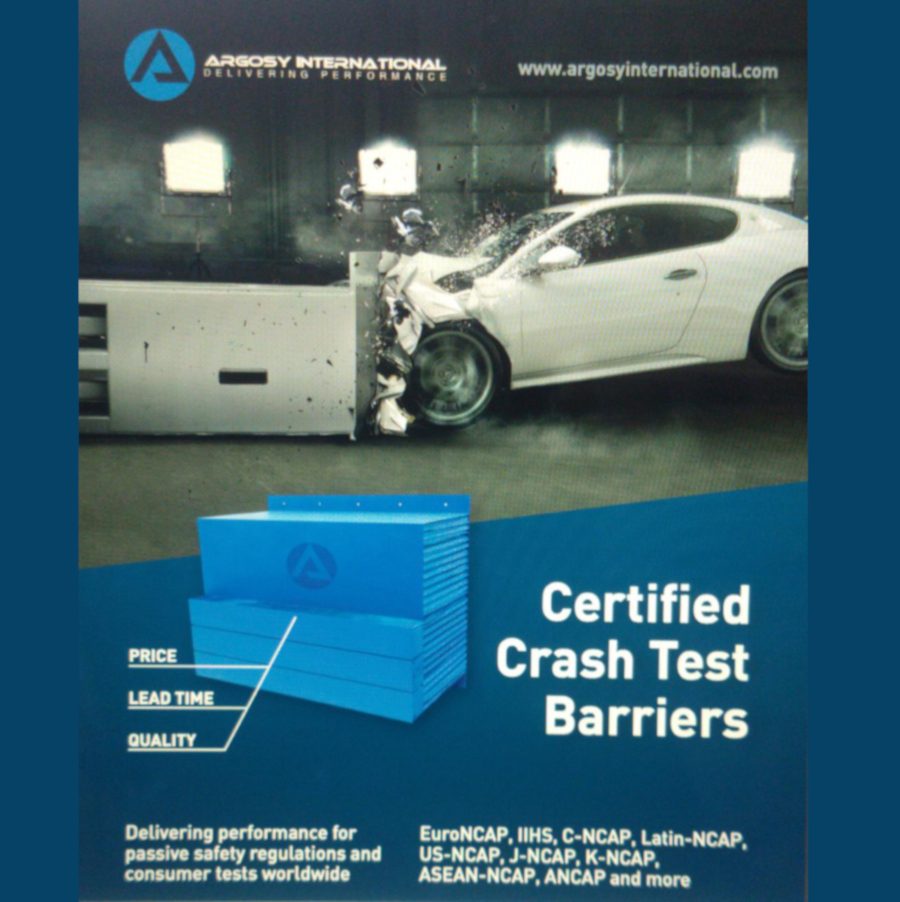 ARGOSY INTERNATIONAL
DELIVERING PERFORMANCE
www.argosyinternational.com
Certified
Crash Test
Barriers
PRICE
LEAD TIME
QUALITY
Delivering performance for
passive safety regulations and
consumer tests worldwide
EuroNCAP, IIHS, C-NCAP, Latin-NCAP,
US-NCAP, J-NCAP, K-NCAP,
ASEAN-NCAP, ANCAP and more